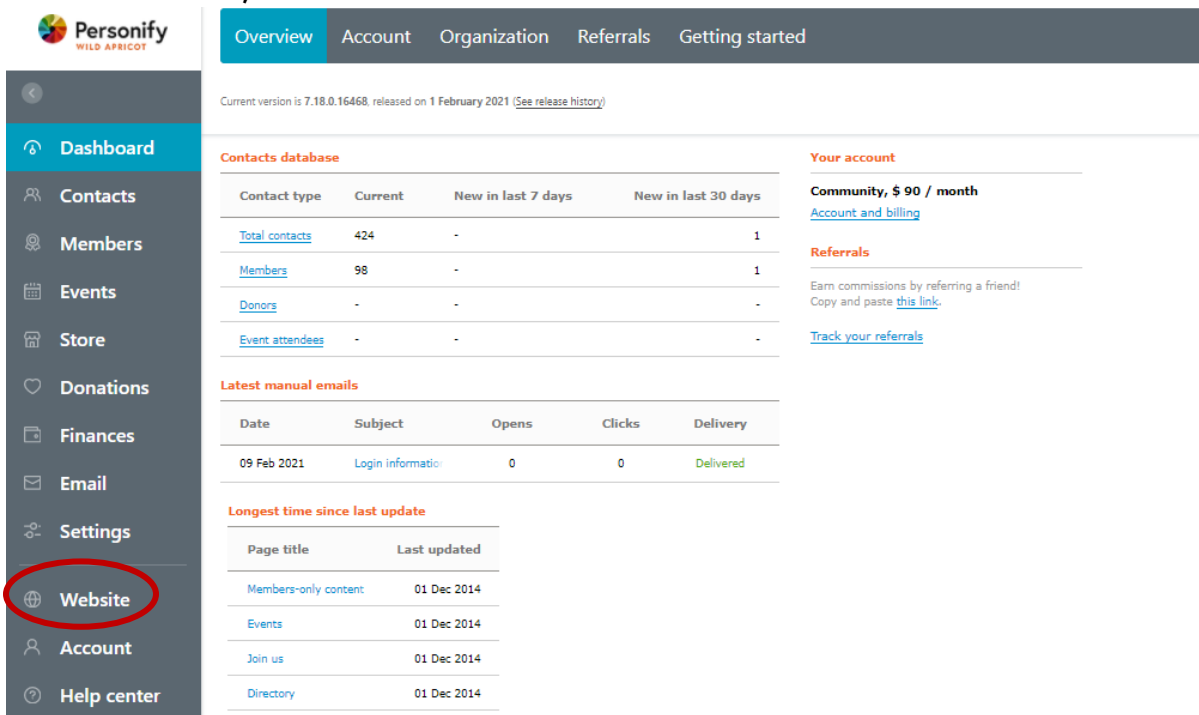 Personify
WILD APRICOT
Overview Account Organization Referrals Getting started
Current version is 7.18.0.16468, released on 1 February 2021 (See release history)
Dashboard
Contacts
Members
Events
Store
Donations
Finances
Email
Settings
Website
Account
Help center
Contacts database
Contact type Current New in last 7 days New in last 30 days
Total contacts 424 - 1
Members 98 - 1
Donors - - -
Event attendees - - -
Latest manual emails
Date Subject Opens Clicks Delivery
09 Feb 2021 Login information 0 0 Delivered
Longest time since last update
Page title Last updated
Members-only content 01 Dec 2014
Events 01 Dec 2014
Join us 01 Dec 2014
Directory 01 Dec 2014
Your account
Community, $ 90 / month
Account and billing
Referrals
Earn commissions by referring a friend!
Copy and paste this link.
Track your referrals